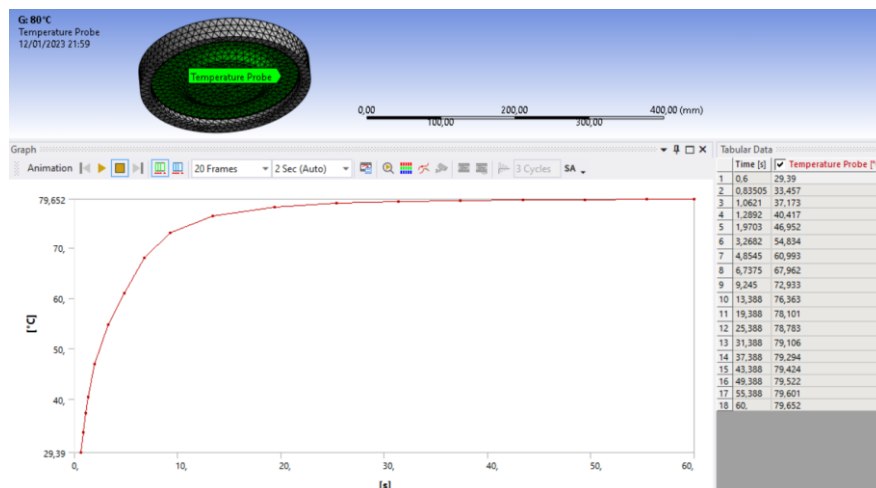 G: 80°C
Temperature Probe
12/01/2023 21:59
Temperature Probe
0,00 200,00 400,00 (mm)
100,00 300,00
Graph
Animation 20 Frames 2 Sec (Auto) 3 Cycles SA
79,652
70,
60,
50,
40,
29,39
[°C]
0, 10, 20, 30, 40, 50, 60,
[s]
Tabular Data
Time [s] Temperature Probe [°
1 0,6 29,39
2 0,83505 33,457
3 1,0621 37,173
4 1,2892 40,417
5 1,9703 46,952
6 3,2682 54,834
7 4,8545 60,993
8 6,7375 67,962
9 9,245 72,933
10 13,388 76,363
11 19,388 78,101
12 25,388 78,783
13 31,388 79,106
14 37,388 79,294
15 43,388 79,424
16 49,388 79,522
17 55,388 79,601
18 60, 79,652